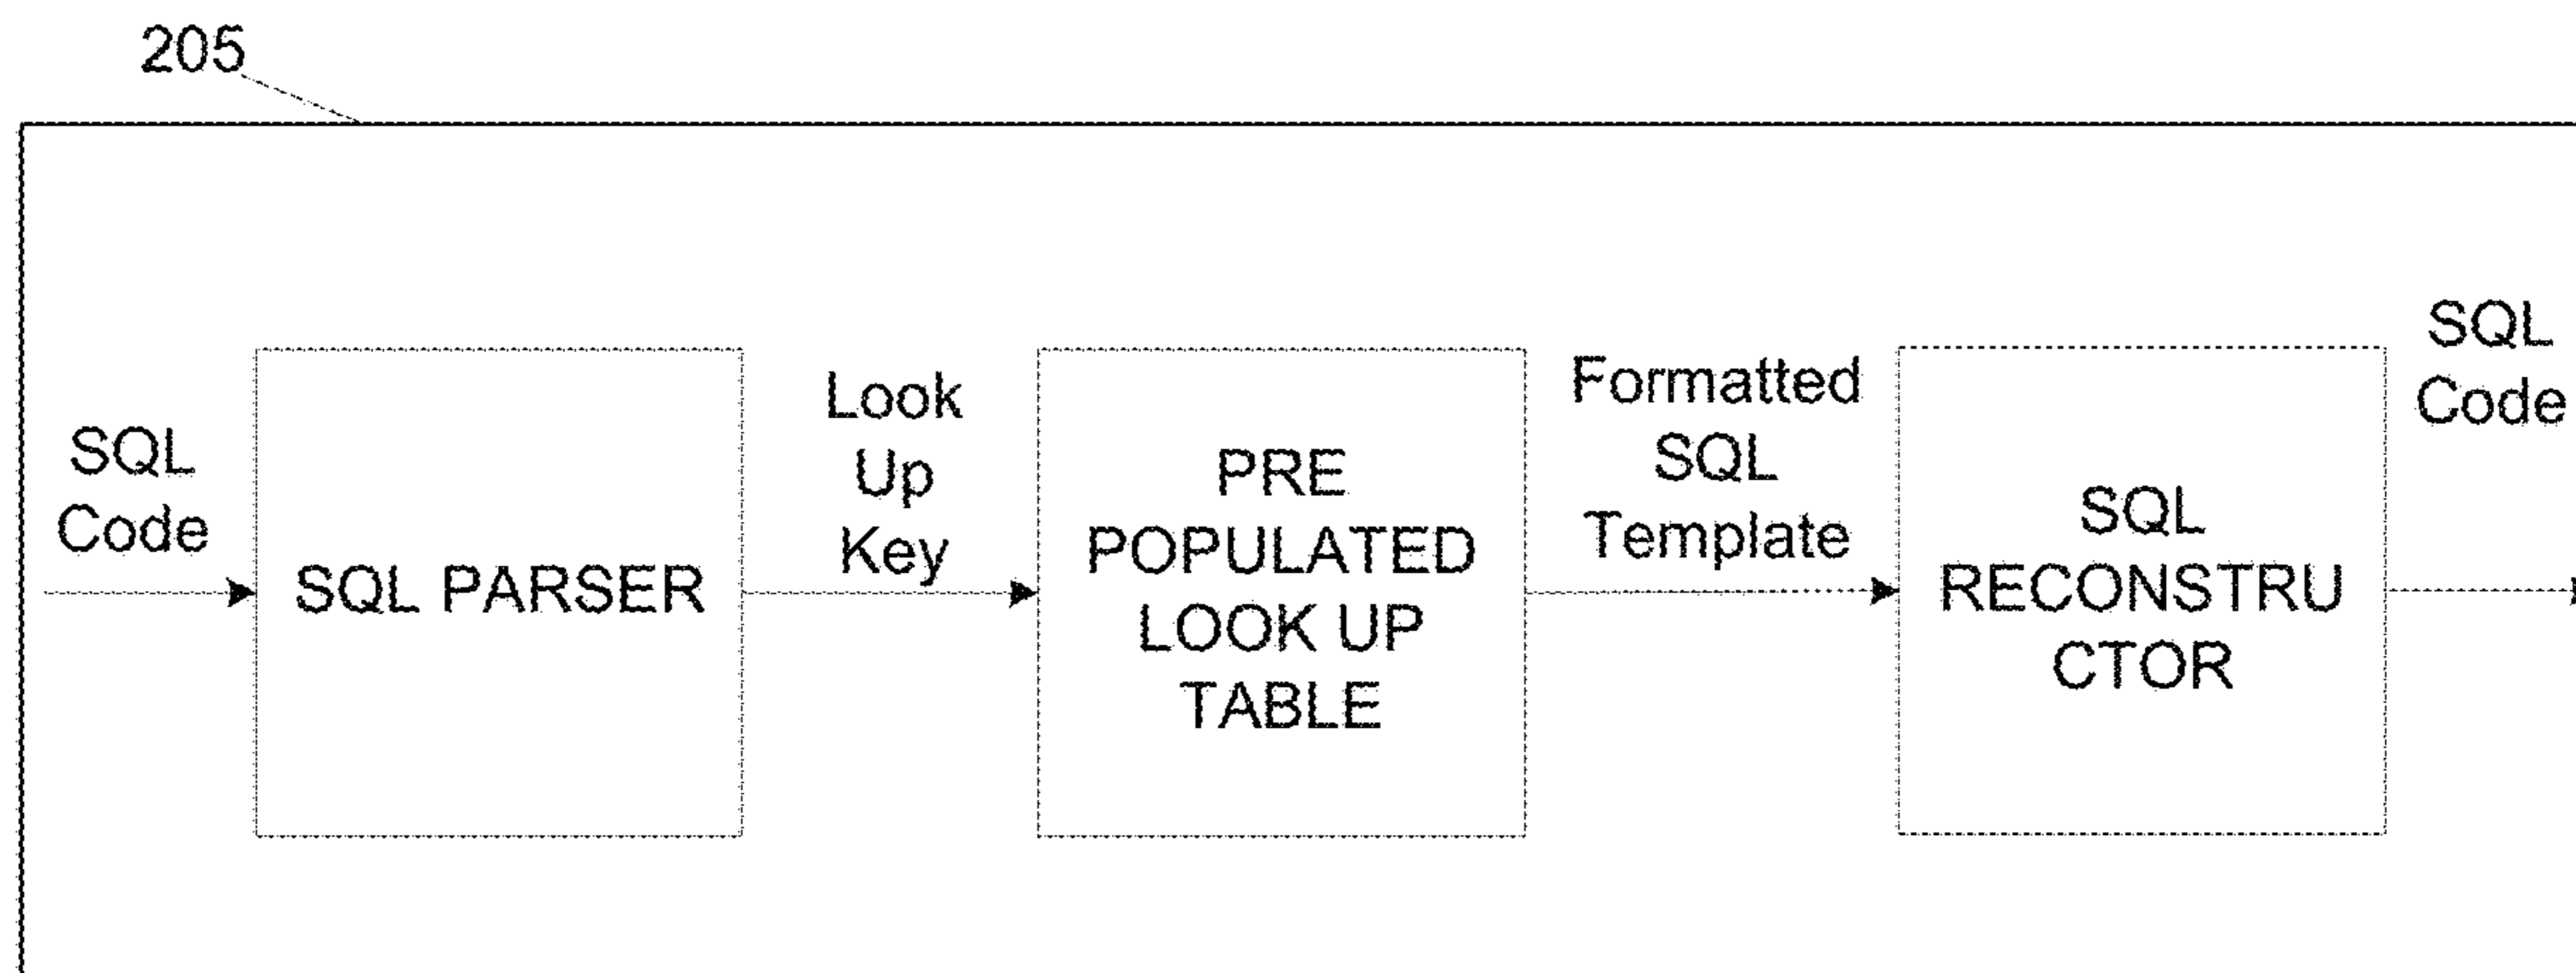 205
SQL
Code
SQL PARSER
Look
Up
Key
PRE
POPULATED
LOOK UP
TABLE
Formatted
SQL
Template
SQL
RECONSTRU
CTOR
SQL
Code